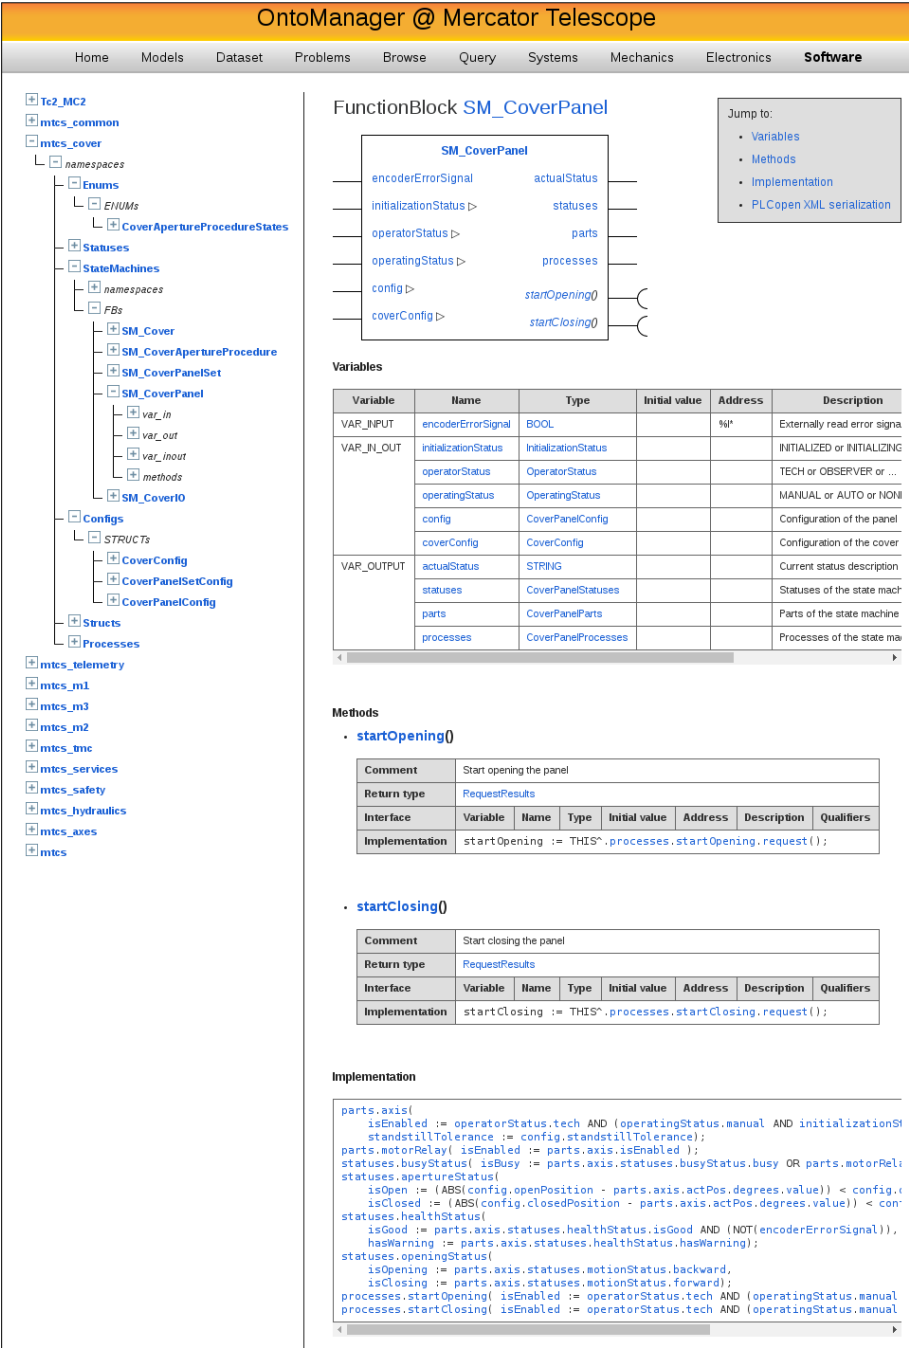 OntoManager @ Mercator Telescope
Home Models Dataset Problems Browse Query Systems Mechanics Electronics Software
Tc2_MC2
mtcs_common
mtcs_cover
namespaces
Enums
ENUMs
CoverApertureProcedureStates
Statuses
StateMachines
namespaces
FBs
SM_Cover
SM_CoverApertureProcedure
SM_CoverPanelSet
SM_CoverPanel
var_in
var_out
var_inout
methods
SM_CoverIO
Configs
STRUCTs
CoverConfig
CoverPanelSetConfig
CoverPanelConfig
Structs
Processes
mtcs_telemetry
mtcs_m1
mtcs_m3
mtcs_m2
mtcs_tmc
mtcs_services
mtcs_safety
mtcs_hydraulics
mtcs_axes
mtcs
FunctionBlock SM_CoverPanel
Jump to:
• Variables
• Methods
• Implementation
• PLCopen XML serialization
SM_CoverPanel
encoderErrorSignal actualStatus
initializationStatus ▷ statuses
operatorStatus ▷ parts
operatingStatus ▷ processes
config ▷ startOpening()
coverConfig ▷ startClosing()
Variables
Variable Name Type Initial value Address Description
VAR_INPUT encoderErrorSignal BOOL %I* Externally read error signa
VAR_IN_OUT initializationStatus InitializationStatus INITIALIZED or INITIALIZING
operatorStatus OperatorStatus TECH or OBSERVER or ...
operatingStatus OperatingStatus MANUAL or AUTO or NON
config CoverPanelConfig Configuration of the panel
coverConfig CoverConfig Configuration of the cover
VAR_OUTPUT actualStatus STRING Current status description
statuses CoverPanelStatuses Statuses of the state mach
parts CoverPanelParts Parts of the state machine
processes CoverPanelProcesses Processes of the state ma
Methods
• startOpening()
Comment Start opening the panel
Return type RequestResults
Interface Variable Name Type Initial value Address Description Qualifiers
Implementation startOpening := THIS^.processes.startOpening.request();
• startClosing()
Comment Start closing the panel
Return type RequestResults
Interface Variable Name Type Initial value Address Description Qualifiers
Implementation startClosing := THIS^.processes.startClosing.request();
Implementation
parts.axis(
isEnabled := operatorStatus.tech AND (operatingStatus.manual AND initializationSt
standstillTolerance := config.standstillTolerance);
parts.motorRelay( isEnabled := parts.axis.isEnabled );
statuses.busyStatus( isBusy := parts.axis.statuses.busyStatus.busy OR parts.motorRela
statuses.apertureStatus(
isOpen := (ABS(config.openPosition - parts.axis.actPos.degrees.value)) < config.o
isClosed := (ABS(config.closedPosition - parts.axis.actPos.degrees.value)) < con
statuses.healthStatus(
isGood := parts.axis.statuses.healthStatus.isGood AND (NOT(encoderErrorSignal)),
hasWarning := parts.axis.statuses.healthStatus.hasWarning);
statuses.openingStatus(
isOpening := parts.axis.statuses.motionStatus.backward,
isClosing := parts.axis.statuses.motionStatus.forward);
processes.startOpening( isEnabled := operatorStatus.tech AND (operatingStatus.manual
processes.startClosing( isEnabled := operatorStatus.tech AND (operatingStatus.manual